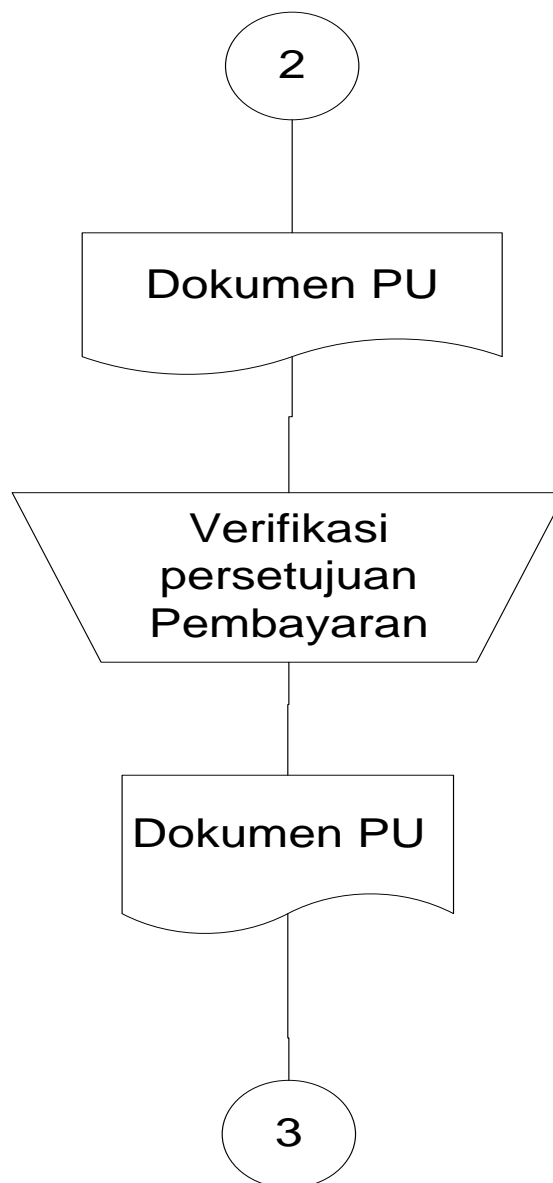 2
Dokumen PU
Verifikasi
persetujuan
Pembayaran
Dokumen PU
3